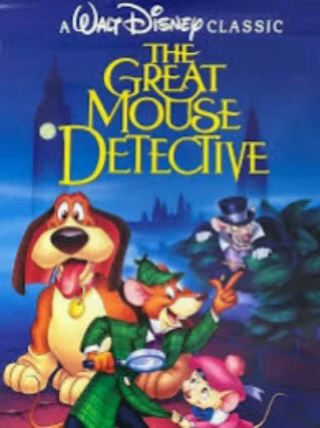 A Walt Disney CLASSIC
THE
GREAT
MOUSE
DETECTIVE